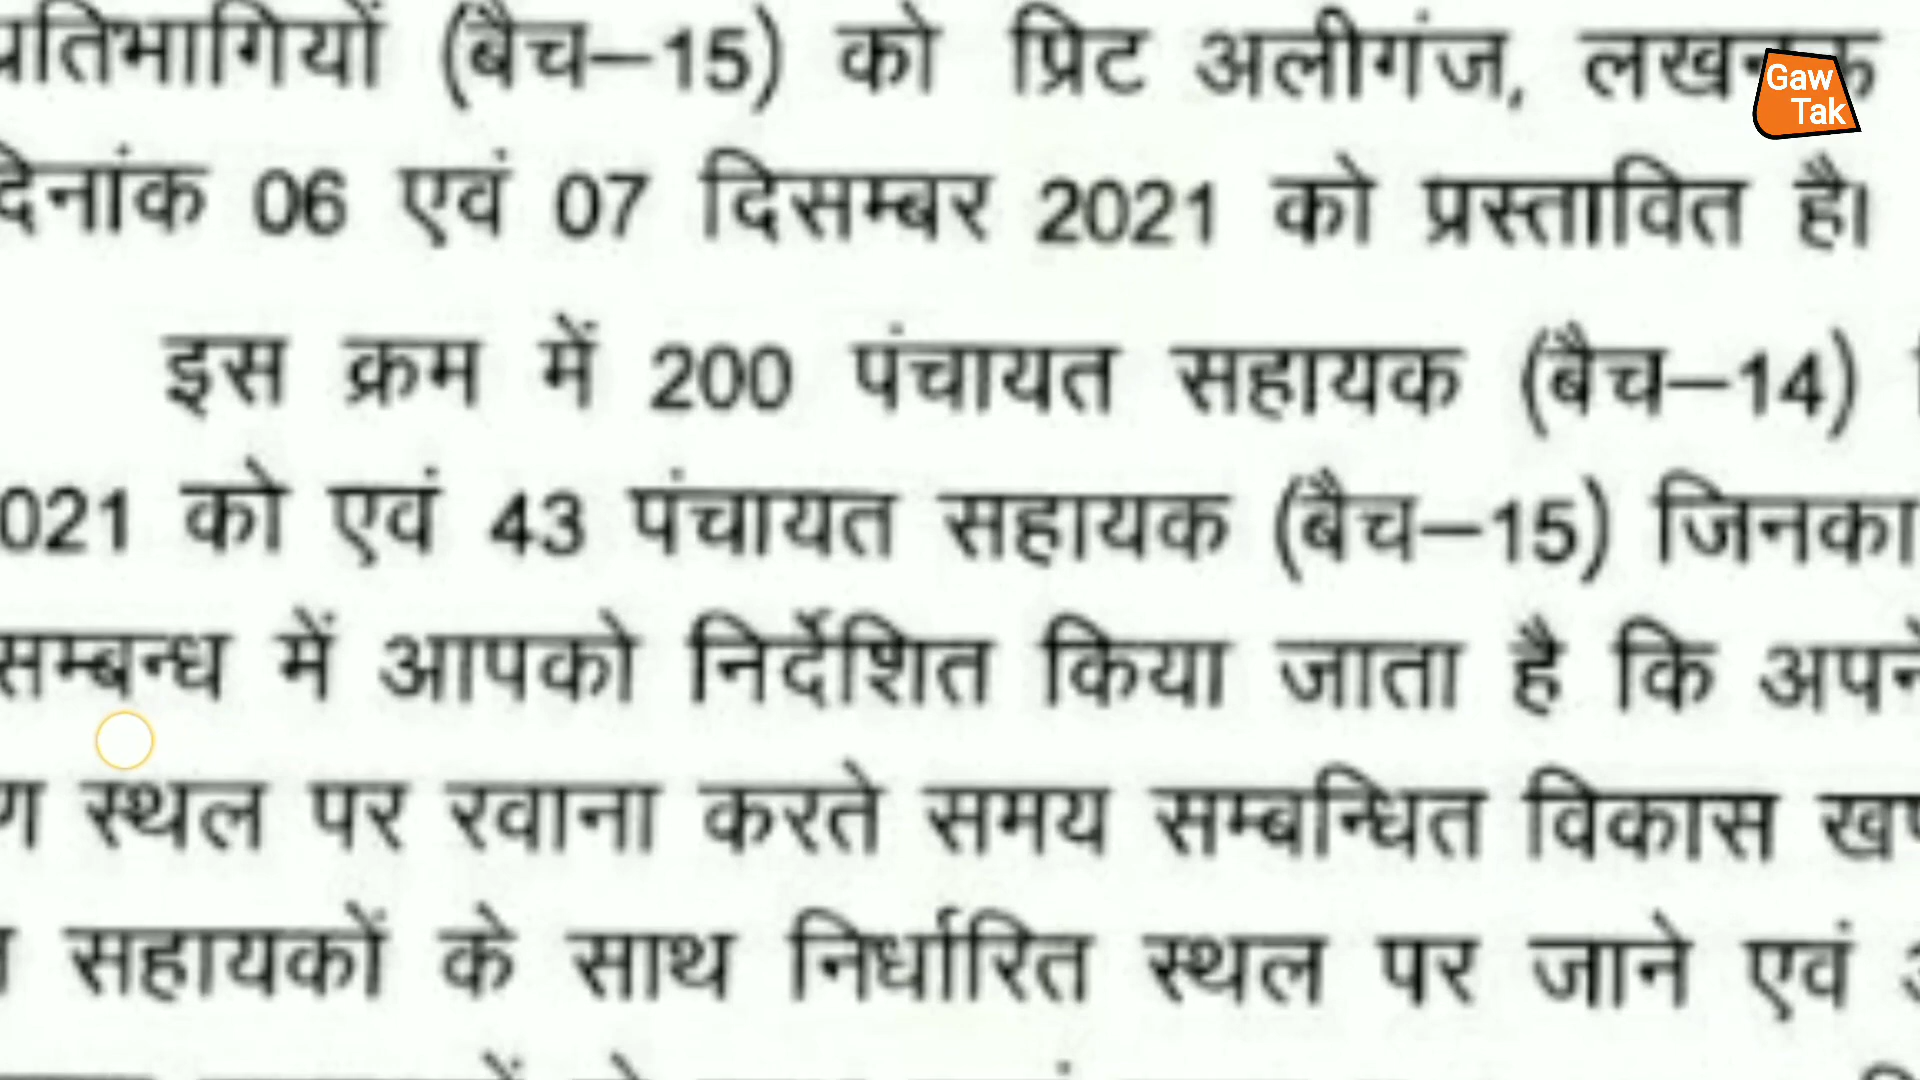 प्रतिभागियों (बैच–15) को प्रिट अलीगंज, लखनऊ
दिनांक 06 एवं 07 दिसम्बर 2021 को प्रस्तावित है।
इस क्रम में 200 पंचायत सहायक (बैच–14)
021 को एवं 43 पंचायत सहायक (बैच–15) जिनका
सम्बन्ध में आपको निर्देशित किया जाता है कि अपने
ण स्थल पर रवाना करते समय सम्बन्धित विकास
सहायकों के साथ निर्धारित स्थल पर जाने एवं
Gaw
Tak